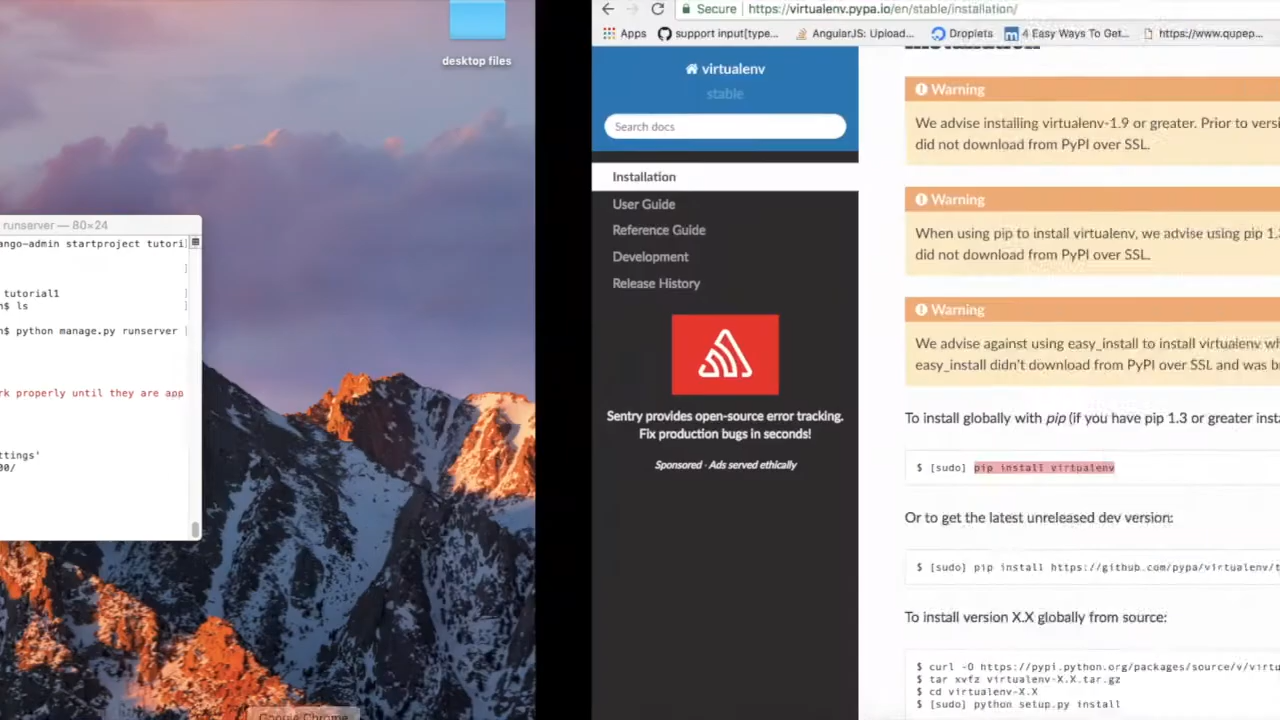 desktop files
runserver — 80×24
ango-admin startproject tutori
tutorial1
n$ ls
n$ python manage.py runserver
rk properly until they are app
ttings'
00/
Google Chrome
Secure | https://virtualenv.pypa.io/en/stable/installation/
Apps support input[type... AngularJS: Upload... Droplets 4 Easy Ways To Get... https://www.qupep...
virtualenv
stable
Search docs
Installation
User Guide
Reference Guide
Development
Release History
Sentry provides open-source error tracking.
Fix production bugs in seconds!
Sponsored · Ads served ethically
Warning
We advise installing virtualenv-1.9 or greater. Prior to versi
did not download from PyPI over SSL.
Warning
When using pip to install virtualenv, we advise using pip 1.3
did not download from PyPI over SSL.
Warning
We advise against using easy_install to install virtualenv wh
easy_install didn't download from PyPI over SSL and was b
To install globally with pip (if you have pip 1.3 or greater insta
$ [sudo] pip install virtualenv
Or to get the latest unreleased dev version:
$ [sudo] pip install https://github.com/pypa/virtualenv/t
To install version X.X globally from source:
$ curl -O https://pypi.python.org/packages/source/v/virtu
$ tar xvfz virtualenv-X.X.tar.gz
$ cd virtualenv-X.X
$ [sudo] python setup.py install